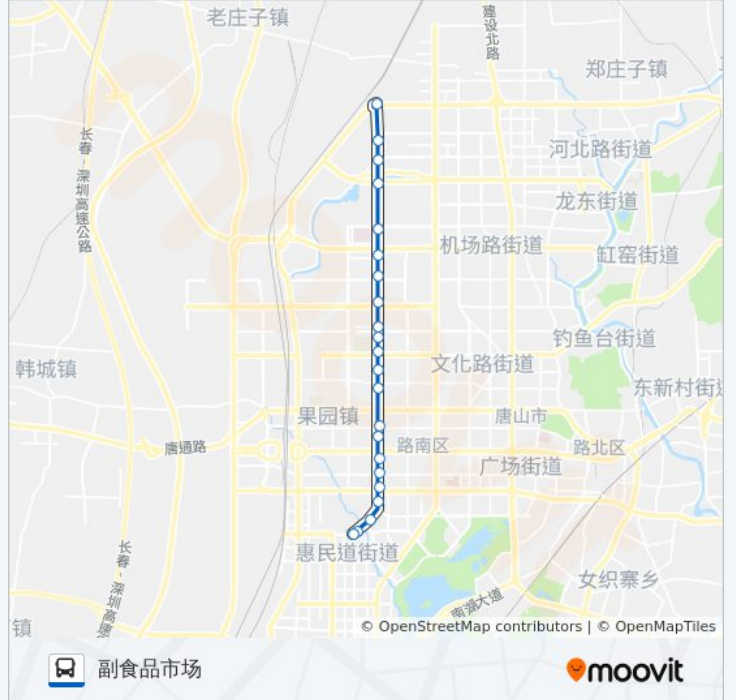 老庄子镇
建设北路
郑庄子镇
长春 - 深圳高速公路
河北路街道
龙东街道
机场路街道
缸窑街道
钓鱼台街道
韩城镇
文化路街道
东新村街道
果园镇
唐山市
唐通路
路南区
路北区
广场街道
惠民道街道
长春 - 深圳高速
女织寨乡
南湖大道
镇
© OpenStreetMap contributors | © OpenMapTiles
副食品市场
moovit